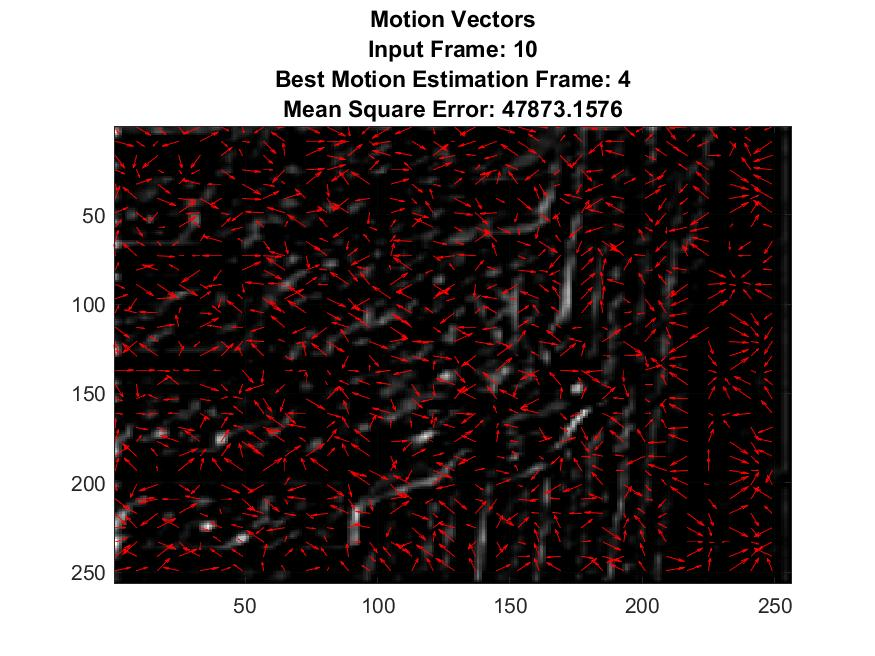 Motion Vectors
Input Frame: 10
Best Motion Estimation Frame: 4
Mean Square Error: 47873.1576
50
100
150
200
250
50 100 150 200 250